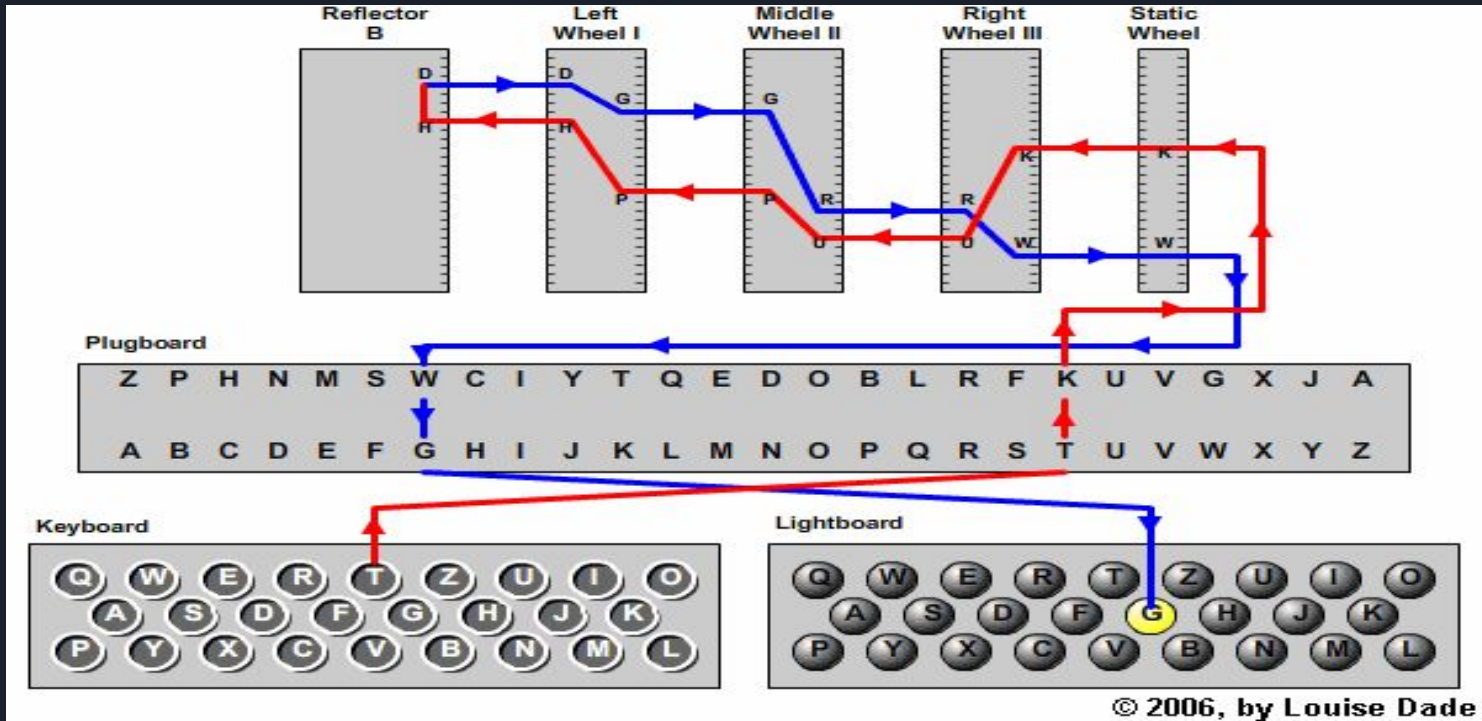 Reflector B
Left Wheel I
Middle Wheel II
Right Wheel III
Static Wheel
D D
G G
H H
K K
P P
R R
U U
W W
Plugboard
Z P H N M S W C I Y T Q E D O B L R F K U V G X J A
A B C D E F G H I J K L M N O P Q R S T U V W X Y Z
Keyboard
Q W E R T Z U I O
A S D F G H J K
P Y X C V B N M L
Lightboard
Q W E R T Z U I O
A S D F G H J K
P Y X C V B N M L
© 2006, by Louise Dade